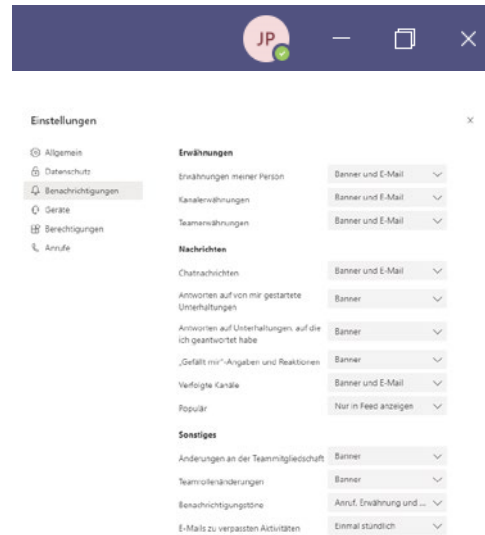 JP
Einstellungen
Allgemein
Datenschutz
Benachrichtigungen
Geräte
Berechtigungen
Anrufe
Erwähnungen
Erwähnungen meiner Person Banner und E-Mail
Kanalerwähnungen Banner und E-Mail
Teamerwähnungen Banner und E-Mail
Nachrichten
Chatnachrichten Banner und E-Mail
Antworten auf von mir gestartete
Unterhaltungen Banner
Antworten auf Unterhaltungen, auf die
ich geantwortet habe Banner
„Gefällt mir"-Angaben und Reaktionen Banner
Verfolgte Kanäle Banner und E-Mail
Populär Nur in Feed anzeigen
Sonstiges
Änderungen an der Teammitgliedschaft Banner
Teamrollenänderungen Banner
Benachrichtigungstöne Anruf, Erwähnung und ...
E-Mails zu verpassten Aktivitäten Einmal stündlich